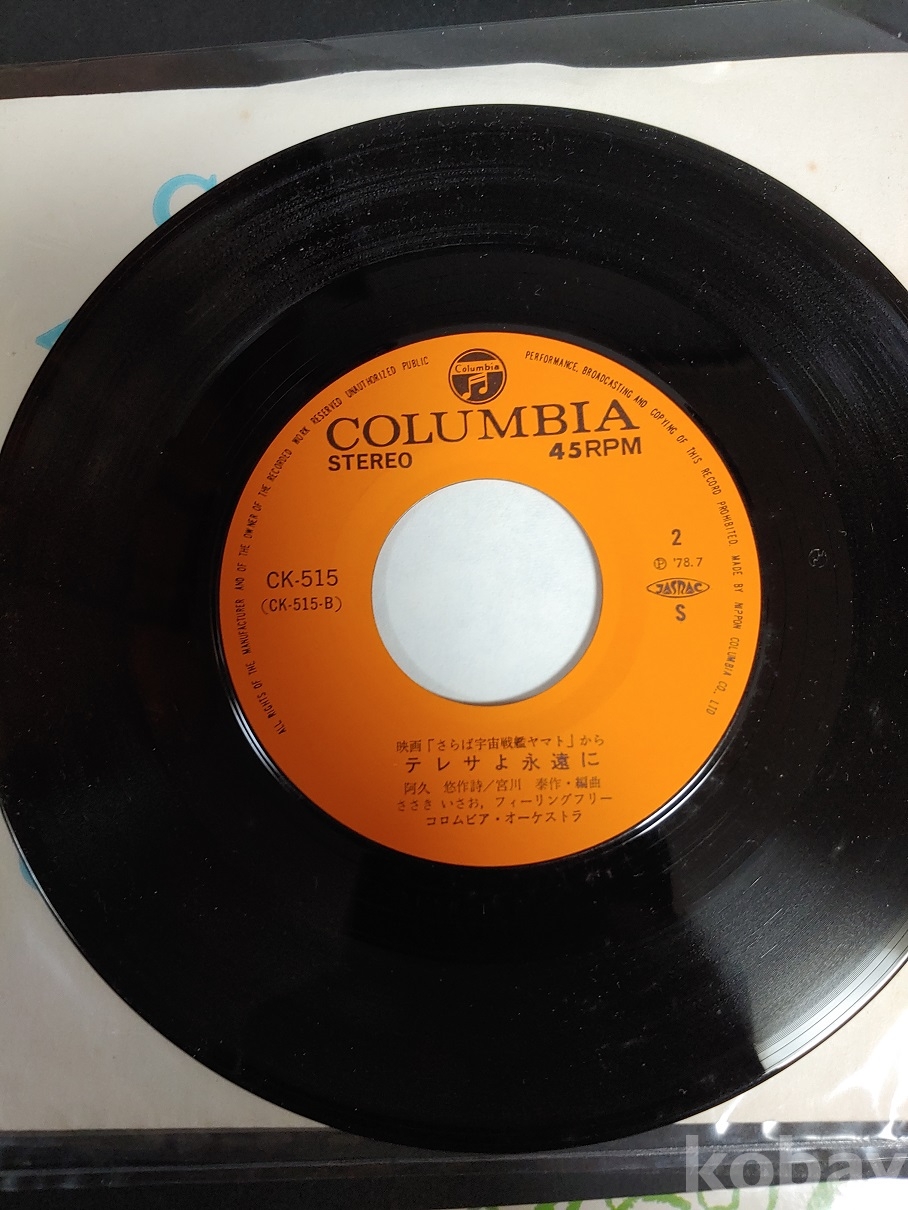 Columbia
ALL RIGHTS OF THE MANUFACTURER AND OF THE OWNER OF THE RECORDED WORK RESERVED UNAUTHORIZED PUBLIC
PERFORMANCE, BROADCASTING AND COPYING OF THIS RECORD PROHIBITED. MADE BY NIPPON COLUMBIA CO., LTD
COLUMBIA
STEREO 45RPM
2
CK-515 Ⓟ '78.7
(CK-515-B) JASRAC
S
映画「さらば宇宙戦艦ヤマト」から
テレサよ永遠に
阿久 悠作詩/宮川 泰作・編曲
ささき いさお, フィーリングフリー
コロムビア・オーケストラ
kobay